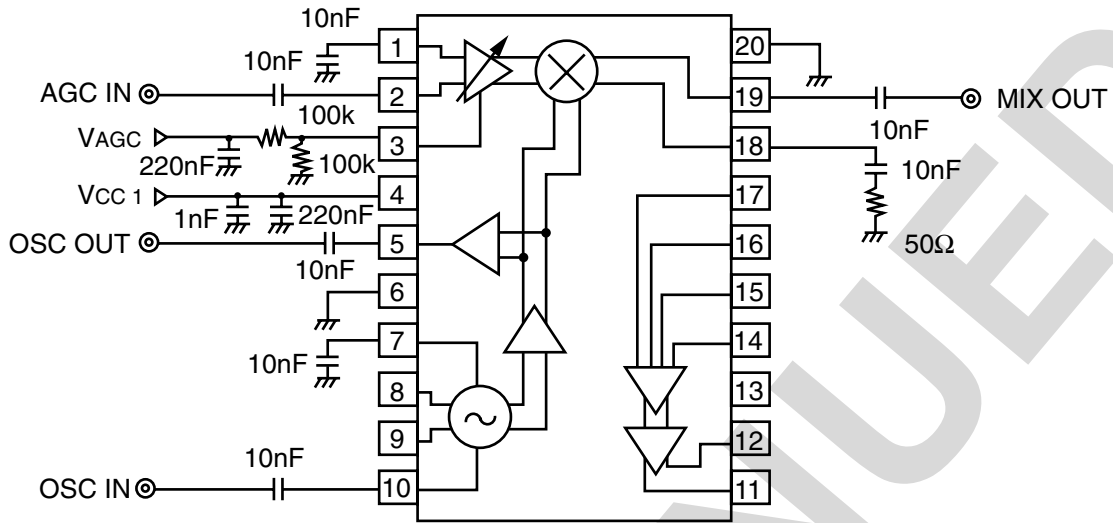 10nF
1
20
10nF
AGC IN
2
19
MIX OUT
100k
10nF
VAGC
3
18
220nF
100k
10nF
VCC 1
4
17
1nF
220nF
OSC OUT
5
16
50Ω
10nF
6
15
7
14
10nF
8
13
9
12
10nF
OSC IN
10
11
NUED